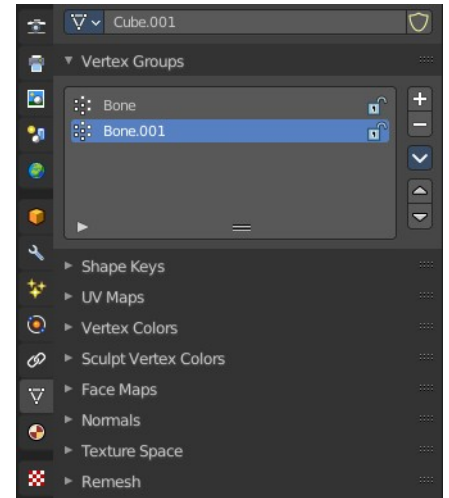 Cube.001
Vertex Groups
Bone
Bone.001
Shape Keys
UV Maps
Vertex Colors
Sculpt Vertex Colors
Face Maps
Normals
Texture Space
Remesh